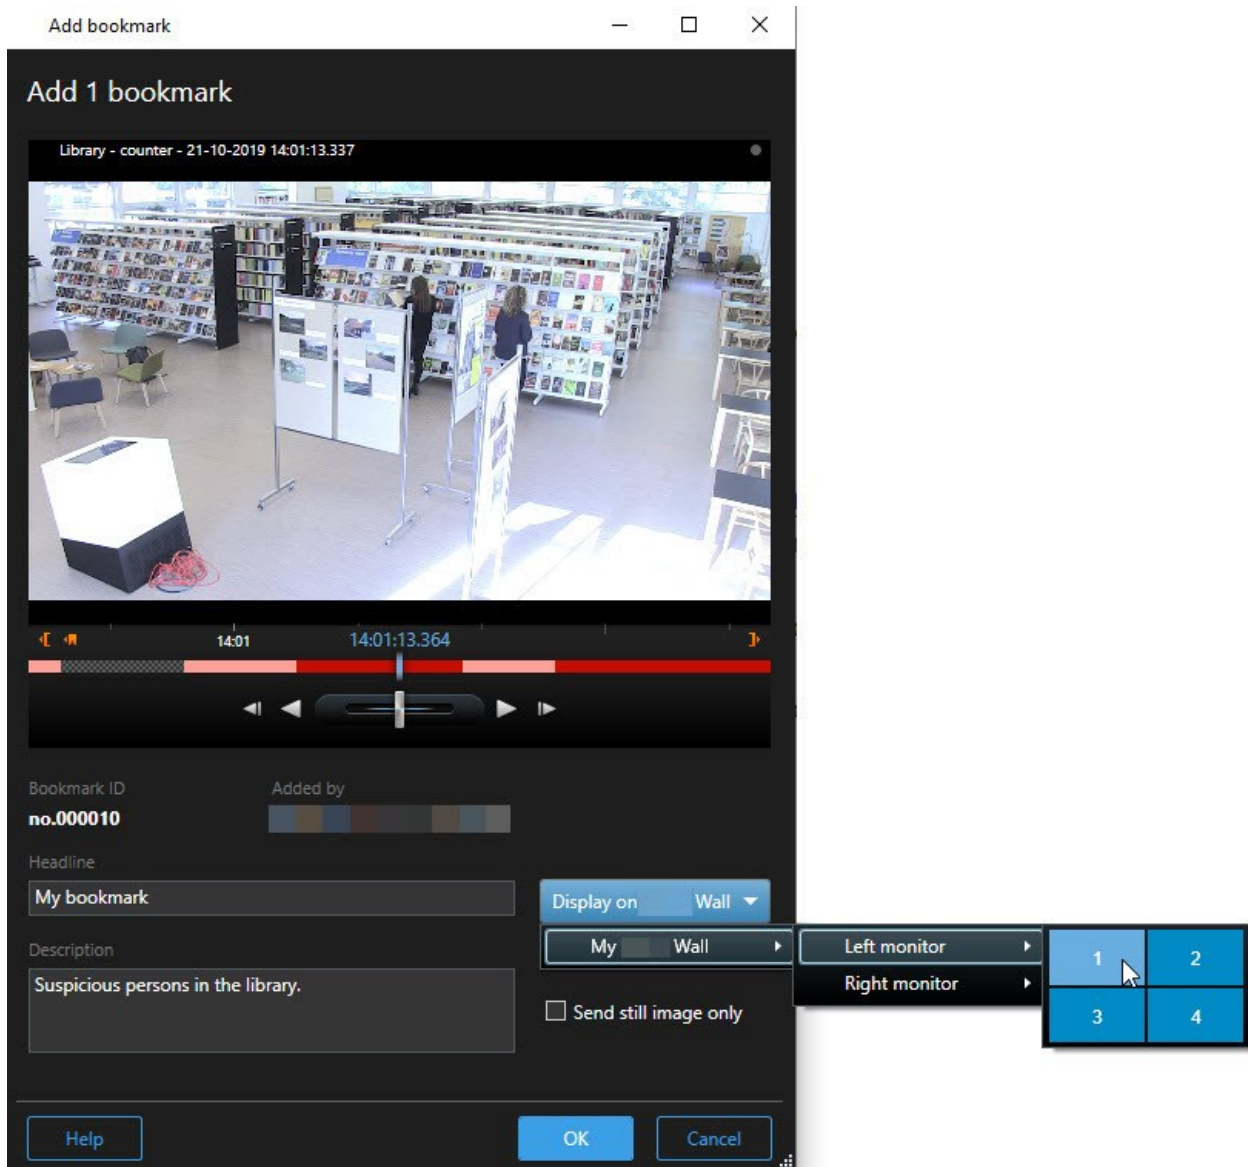 Add bookmark
Add 1 bookmark
Library - counter - 21-10-2019 14:01:13.337
14:01
14:01:13.364
Bookmark ID
Added by
no.000010
Headline
My bookmark
Display on Wall
My Wall
Left monitor
Right monitor
1
2
3
4
Description
Suspicious persons in the library.
Send still image only
Help
OK
Cancel